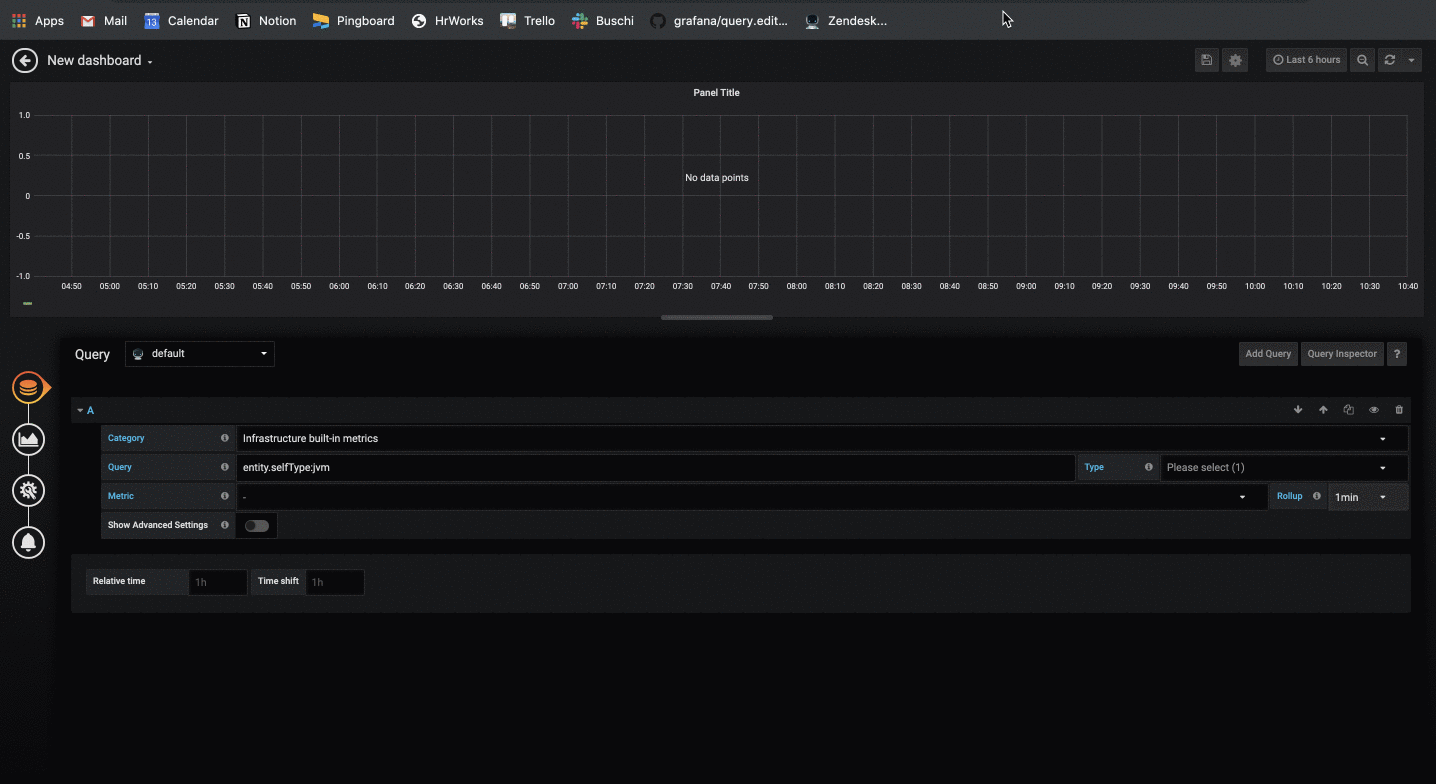 Apps Mail 13 Calendar Notion Pingboard HrWorks Trello Buschi grafana/query.edit... Zendesk...
New dashboard Last 6 hours
Panel Title
1.0
0.5
No data points
0
-0.5
-1.0
04:50 05:00 05:10 05:20 05:30 05:40 05:50 06:00 06:10 06:20 06:30 06:40 06:50 07:00 07:10 07:20 07:30 07:40 07:50 08:00 08:10 08:20 08:30 08:40 08:50 09:00 09:10 09:20 09:30 09:40 09:50 10:00 10:10 10:20 10:30 10:40
Query default Add Query Query Inspector ?
A
Category Infrastructure built-in metrics
Query entity.selfType:jvm Type Please select (1)
Metric - Rollup 1min
Show Advanced Settings
Relative time 1h Time shift 1h